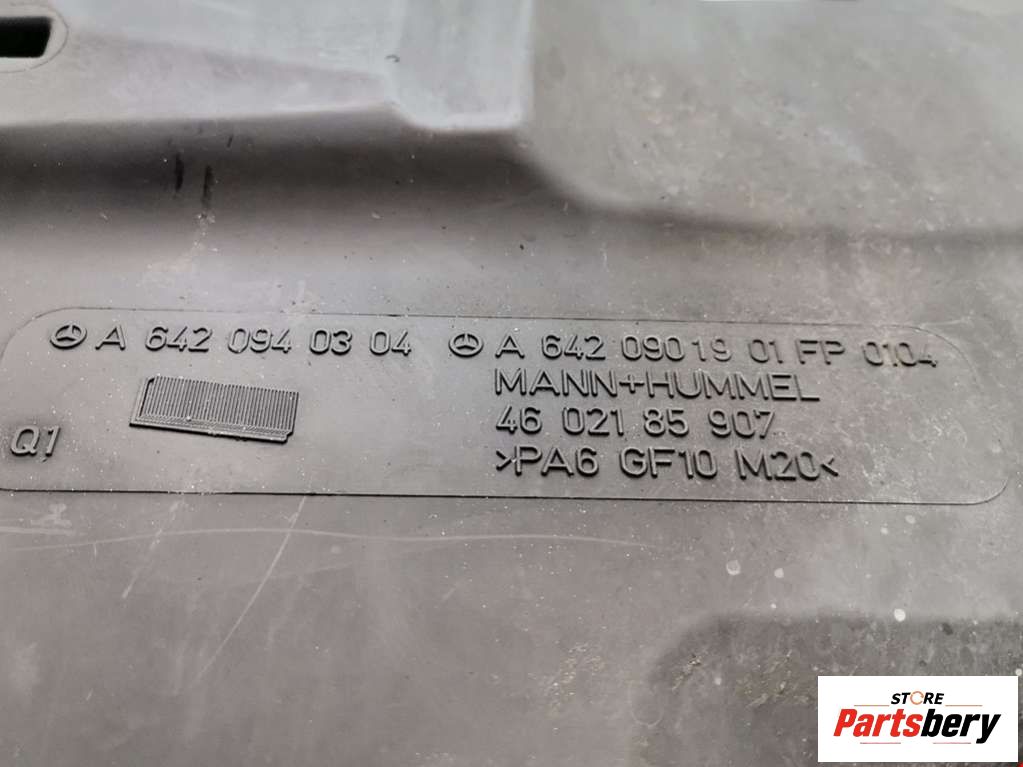 A 642 094 03 04 A 642 090 19 01 FP 0104
MANN+HUMMEL
46 021 85 907
Q1
>PA6 GF10 M20<
STORE
Partsbery